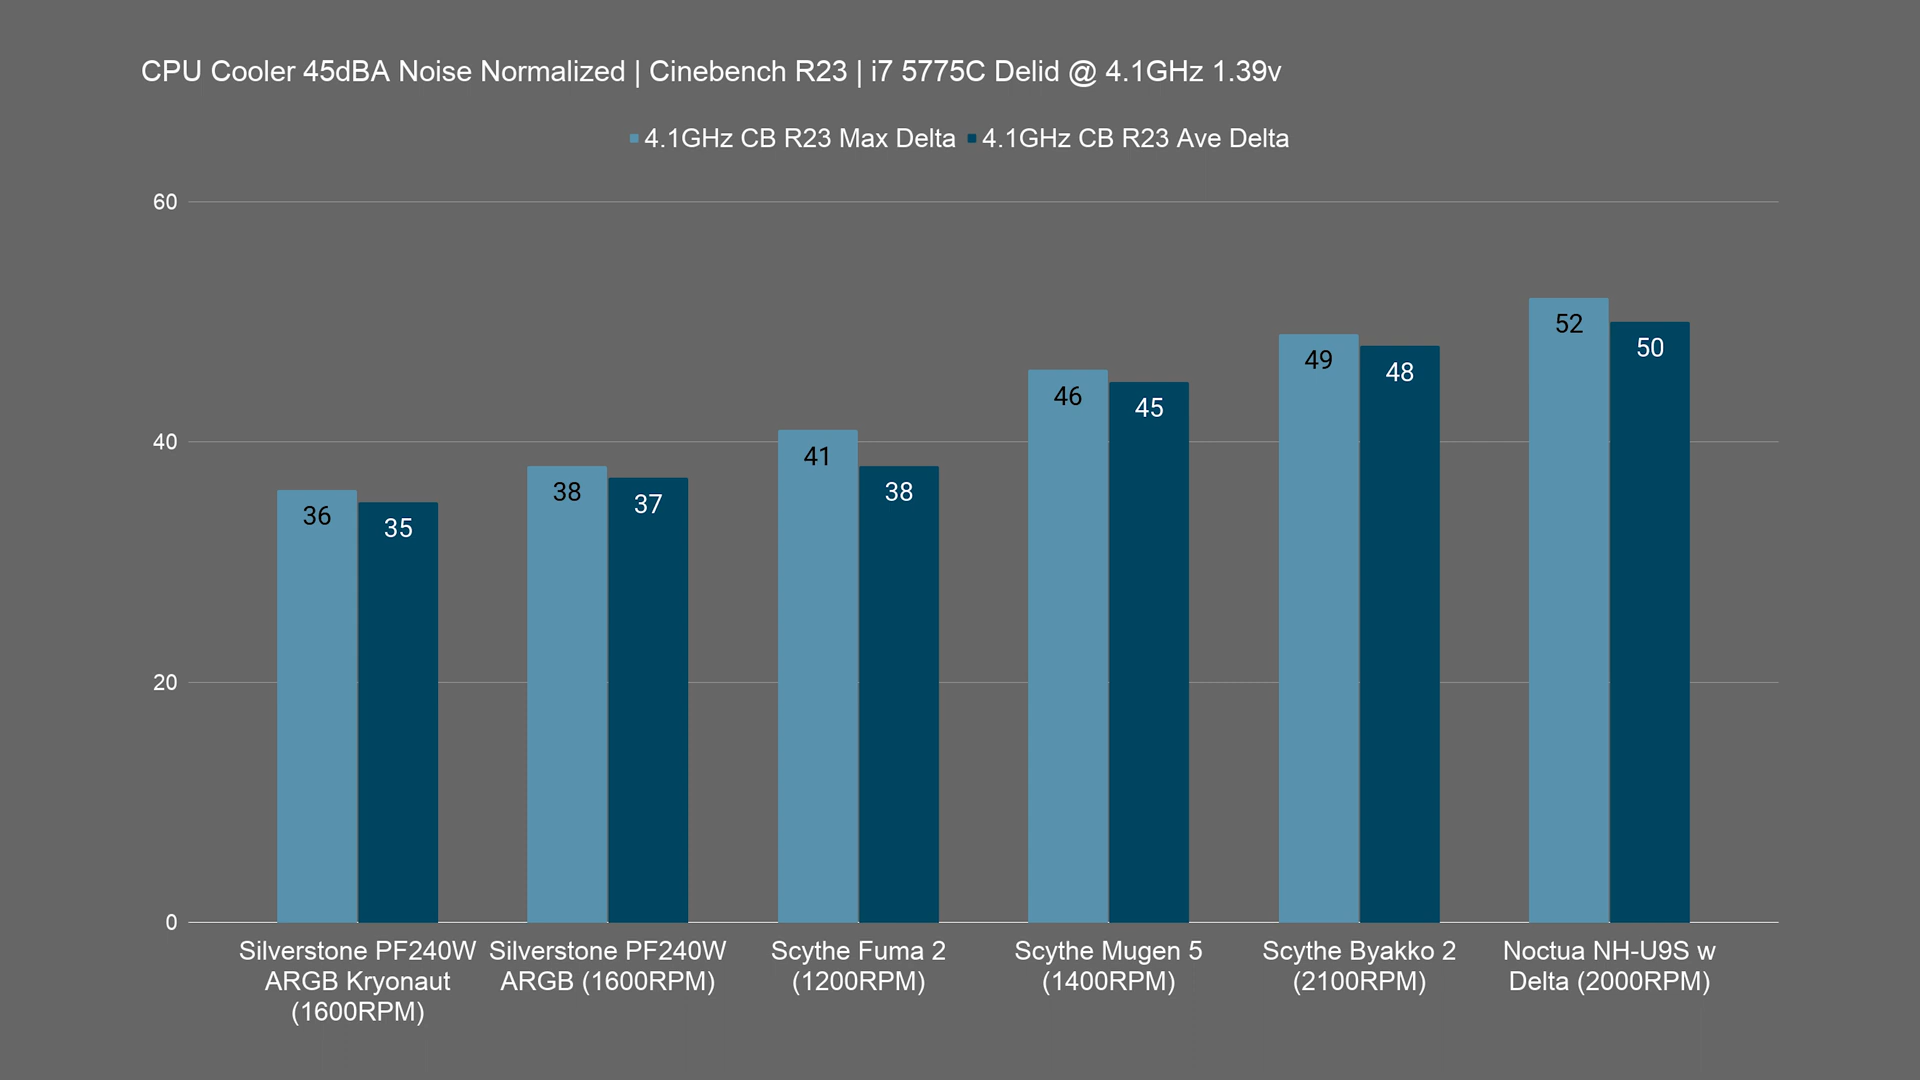 CPU Cooler 45dBA Noise Normalized | Cinebench R23 | i7 5775C Delid @ 4.1GHz 1.39v
4.1GHz CB R23 Max Delta 4.1GHz CB R23 Ave Delta
60
40
20
0
36
35
38
37
41
38
46
45
49
48
52
50
Silverstone PF240W
ARGB Kryonaut
(1600RPM)
Silverstone PF240W
ARGB (1600RPM)
Scythe Fuma 2
(1200RPM)
Scythe Mugen 5
(1400RPM)
Scythe Byakko 2
(2100RPM)
Noctua NH-U9S w
Delta (2000RPM)